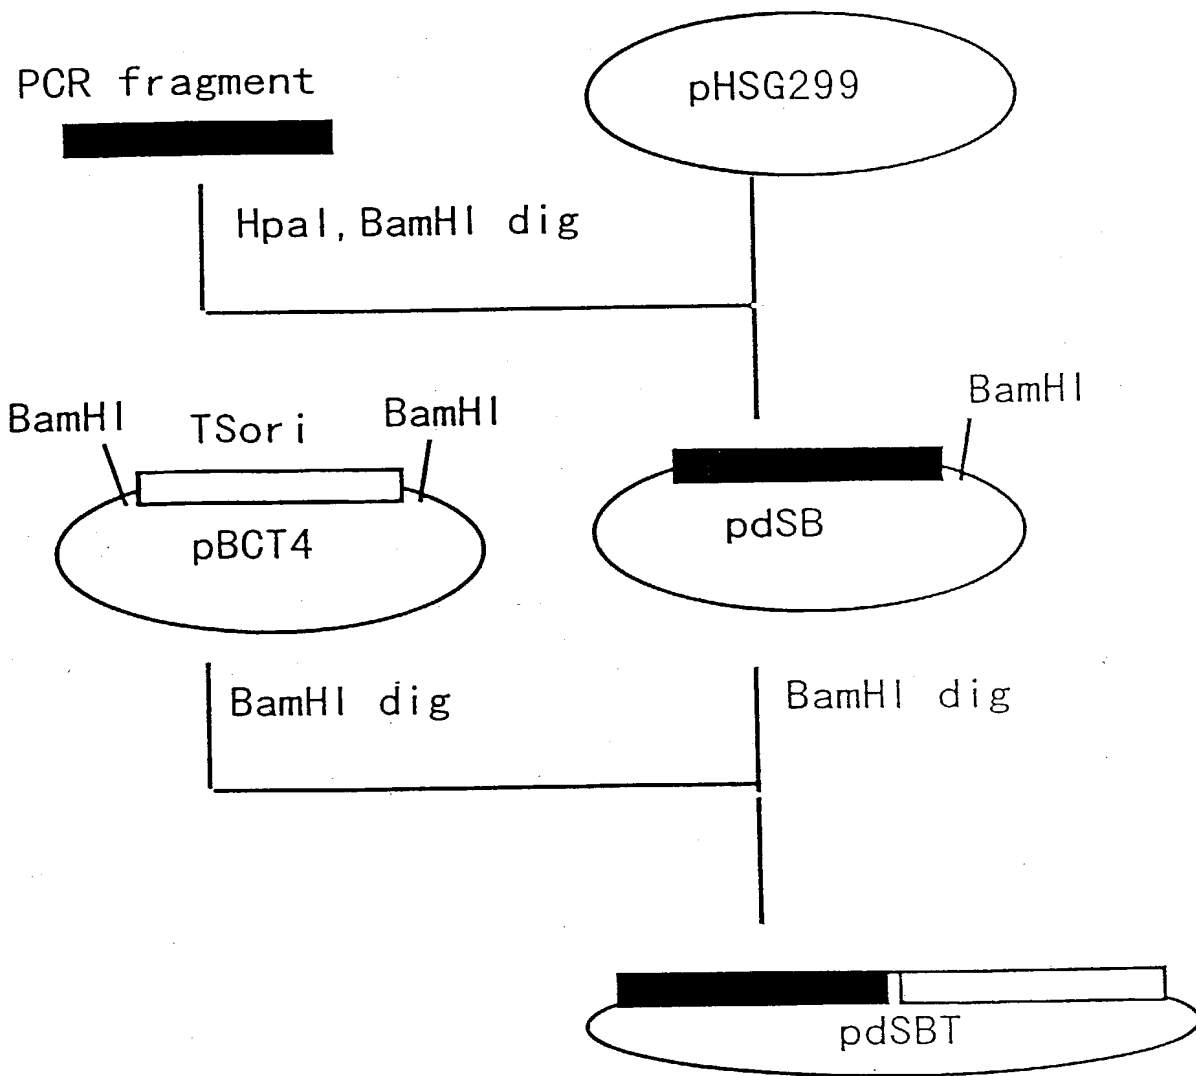 PCR fragment
pHSG299
HpaI, BamHI dig
BamHI
TSori
BamHI
BamHI
pBCT4
pdSB
BamHI dig
BamHI dig
pdSBT